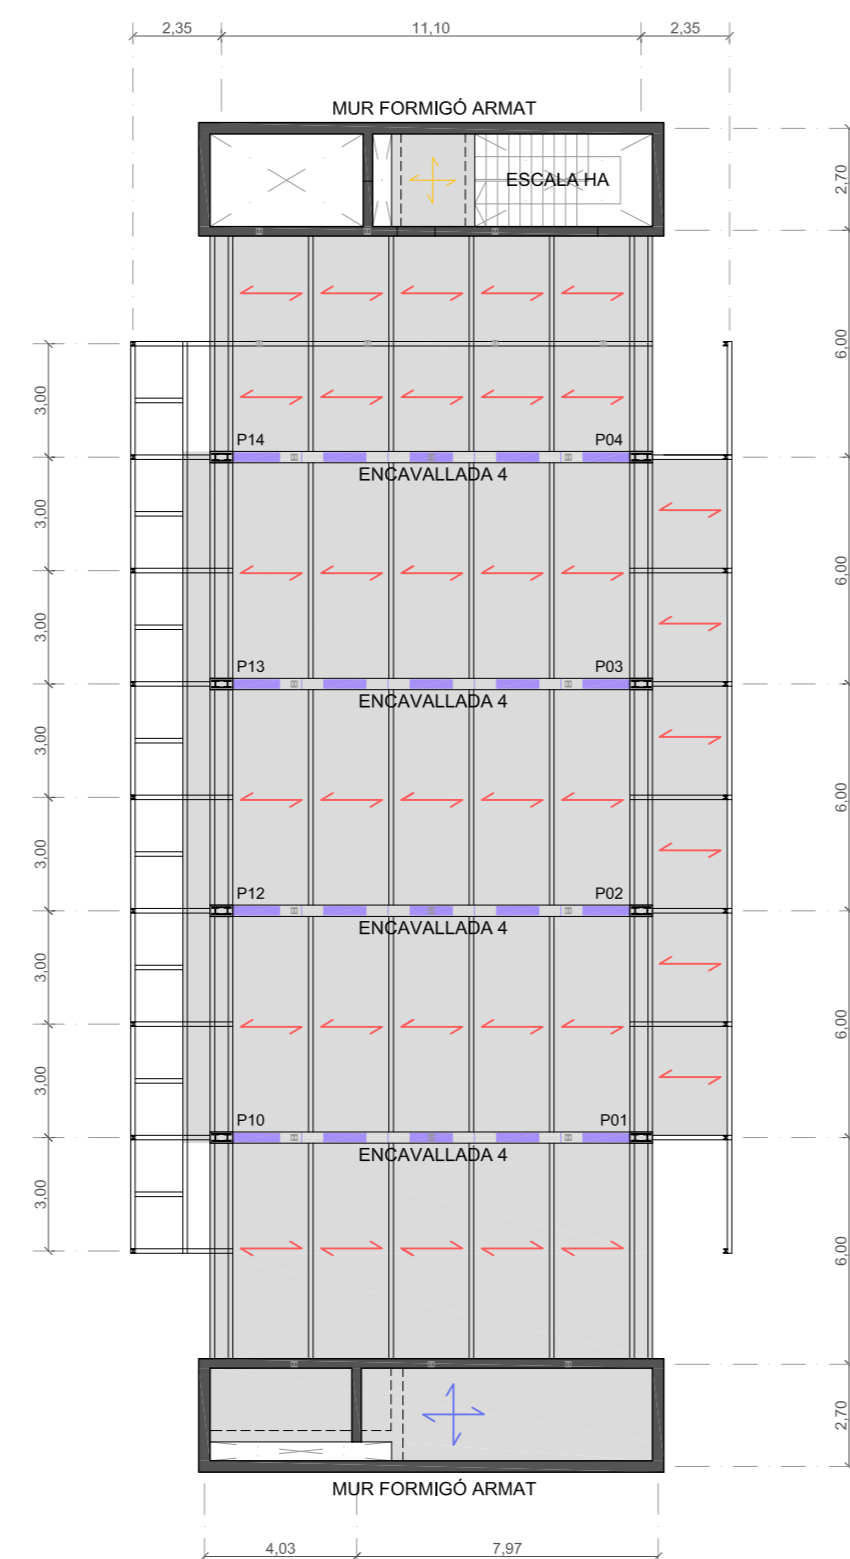 2,35 11,10 2,35
MUR FORMIGÓ ARMAT
2,70
ESCALA HA
6,00
3,00
P14 P04
ENCAVALLADA 4
3,00
6,00
3,00
P13 P03
ENCAVALLADA 4
3,00
6,00
3,00
P12 P02
ENCAVALLADA 4
3,00
6,00
3,00
P10 P01
ENCAVALLADA 4
3,00
6,00
2,70
MUR FORMIGÓ ARMAT
4,03 7,97